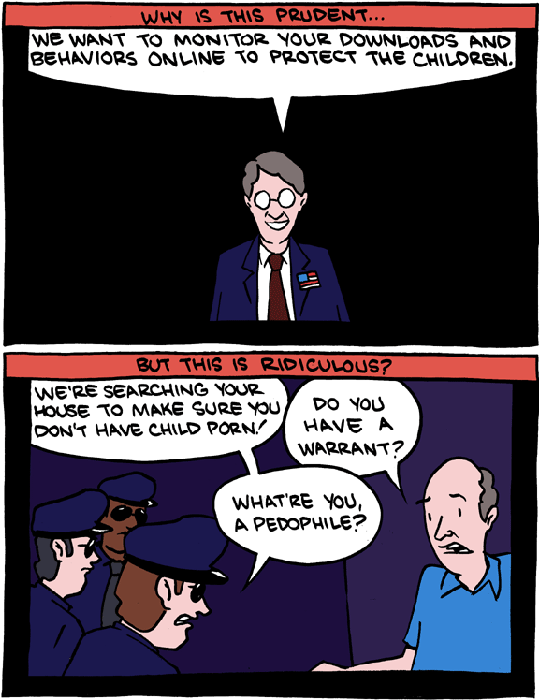 WHY IS THIS PRUDENT...
WE WANT TO MONITOR YOUR DOWNLOADS AND
BEHAVIORS ONLINE TO PROTECT THE CHILDREN.
BUT THIS IS RIDICULOUS?
WE'RE SEARCHING YOUR
HOUSE TO MAKE SURE YOU
DON'T HAVE CHILD PORN!
DO YOU
HAVE A
WARRANT?
WHAT'RE YOU,
A PEDOPHILE?